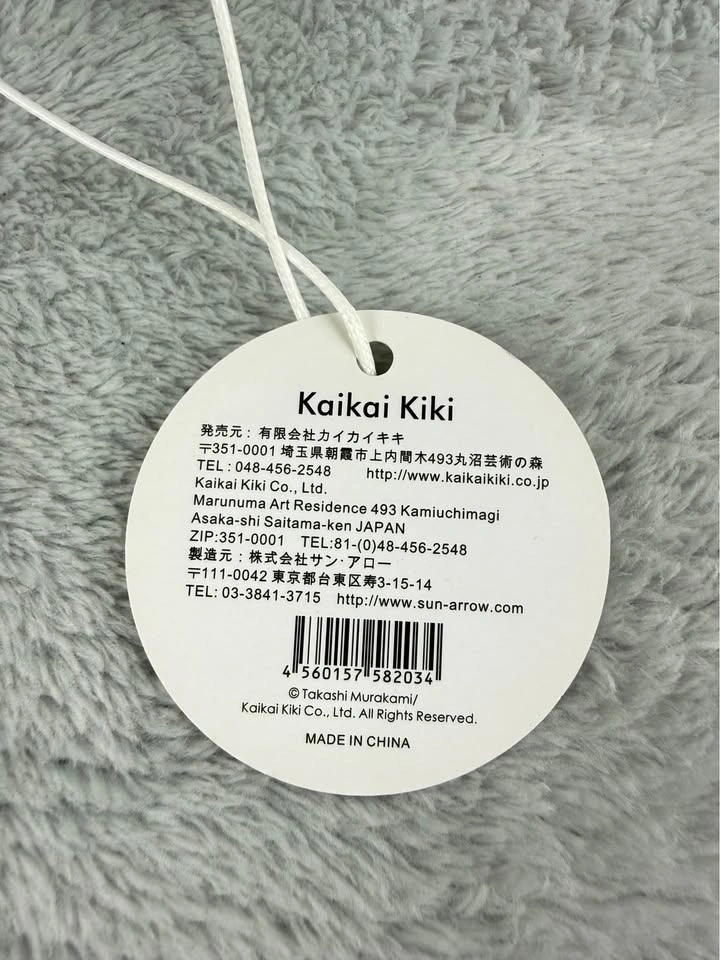 Kaikai Kiki
発売元：有限会社カイカイキキ
〒351-0001 埼玉県朝霞市上内間木493丸沼芸術の森
TEL：048-456-2548 http://www.kaikaikiki.co.jp
Kaikai Kiki Co., Ltd.
Marunuma Art Residence 493 Kamiuchimagi
Asaka-shi Saitama-ken JAPAN
ZIP:351-0001 TEL:81-(0)48-456-2548
製造元：株式会社サン・アロー
〒111-0042 東京都台東区寿3-15-14
TEL: 03-3841-3715 http://www.sun-arrow.com
4 560157 582034
© Takashi Murakami/
Kaikai Kiki Co., Ltd. All Rights Reserved.
MADE IN CHINA